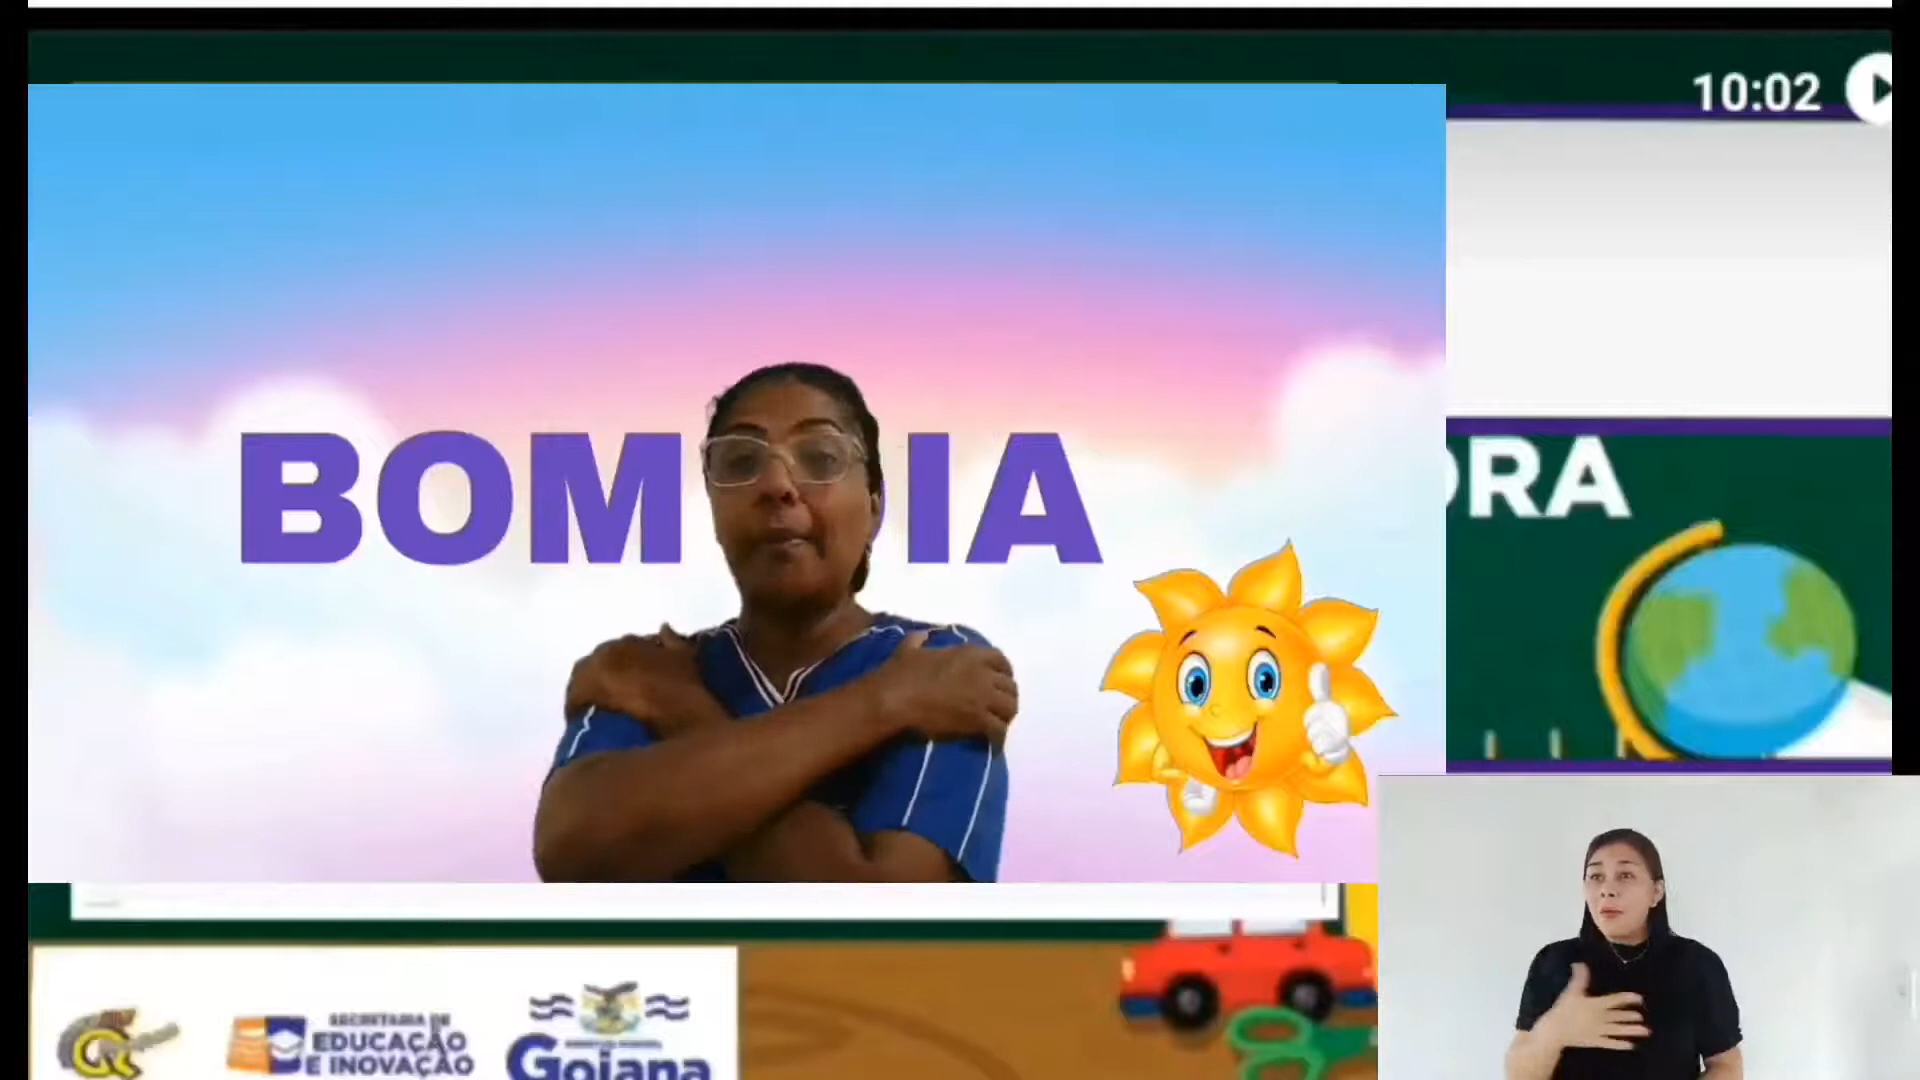 10:02
BOM IA
ORA
SECRETARIA DE
EDUCAÇÃO
E INOVAÇÃO
Goiana